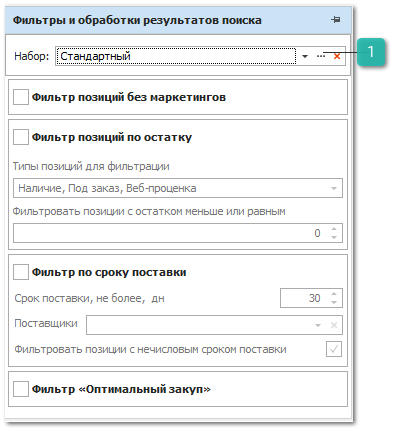 Фильтры и обработки результатов поиска
Набор: Стандартный
1
Фильтр позиций без маркетингов
Фильтр позиций по остатку
Типы позиций для фильтрации
Наличие, Под заказ, Веб-проценка
Фильтровать позиции с остатком меньше или равным
0
Фильтр по сроку поставки
Срок поставки, не более, дн 30
Поставщики
Фильтровать позиции с нечисловым сроком поставки
Фильтр «Оптимальный закуп»